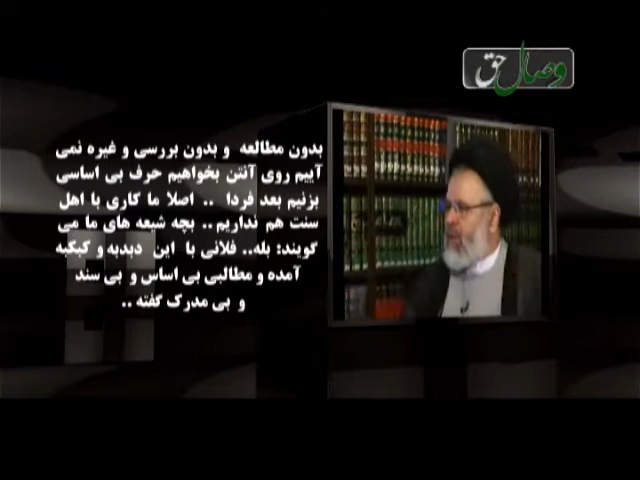 وصال حق
بدون مطالعه و بدون بررسی و غیره نمی
آییم روی آنتن بخواهیم حرف بی اساسی
بزنیم بعد فردا .. اصلا ما کاری با اهل
سنت هم نداریم .. بچه شیعه های ما می
گویند: بله.. فلانی با این دبدبه و کبکبه
آمده و مطالبی بی اساس و بی سند
و بی مدرک گفته ..